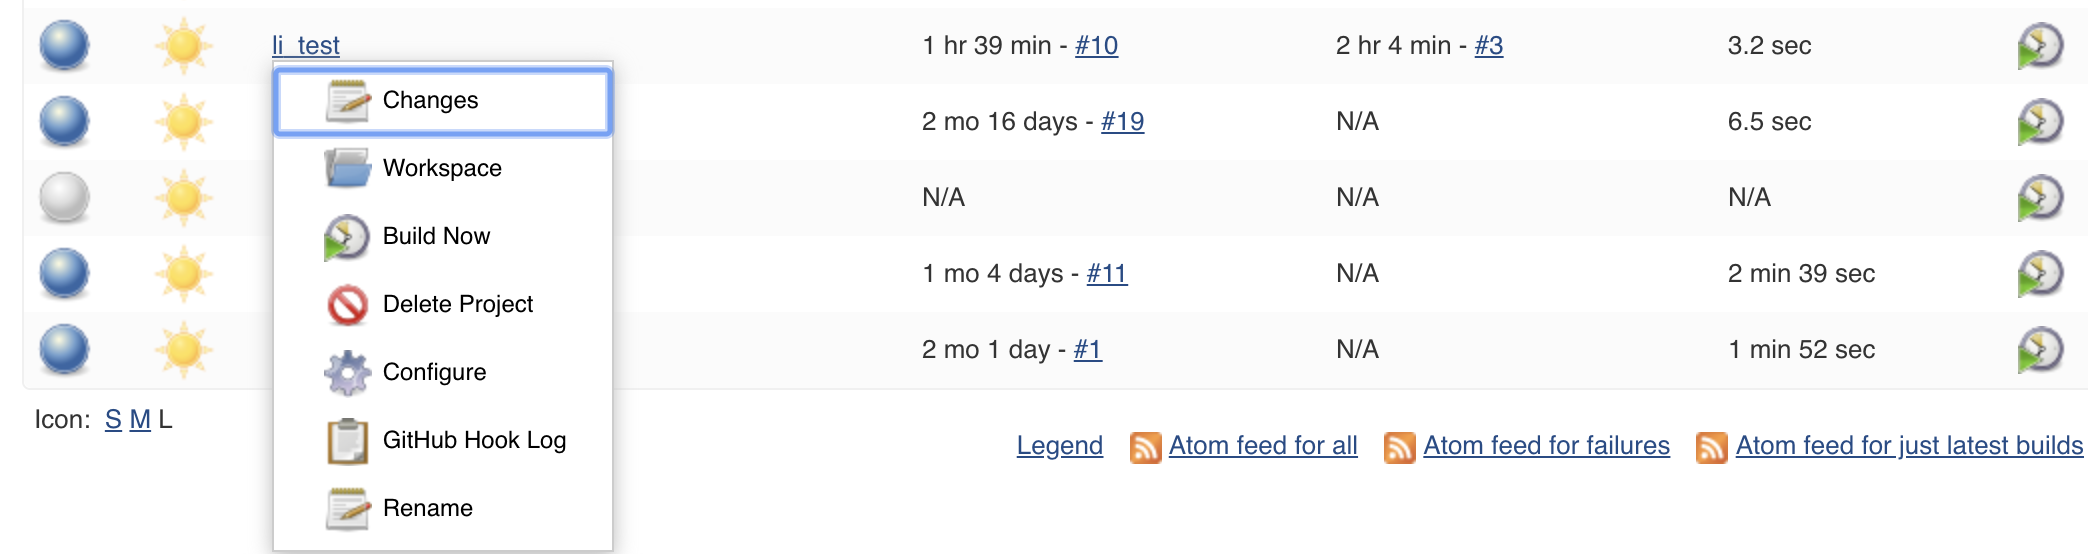 li_test 1 hr 39 min - #10 2 hr 4 min - #3 3.2 sec
Changes
2 mo 16 days - #19 N/A 6.5 sec
Workspace
N/A N/A N/A
Build Now
1 mo 4 days - #11 N/A 2 min 39 sec
Delete Project
2 mo 1 day - #1 N/A 1 min 52 sec
Configure
Icon: S M L
GitHub Hook Log
Legend Atom feed for all Atom feed for failures Atom feed for just latest builds
Rename